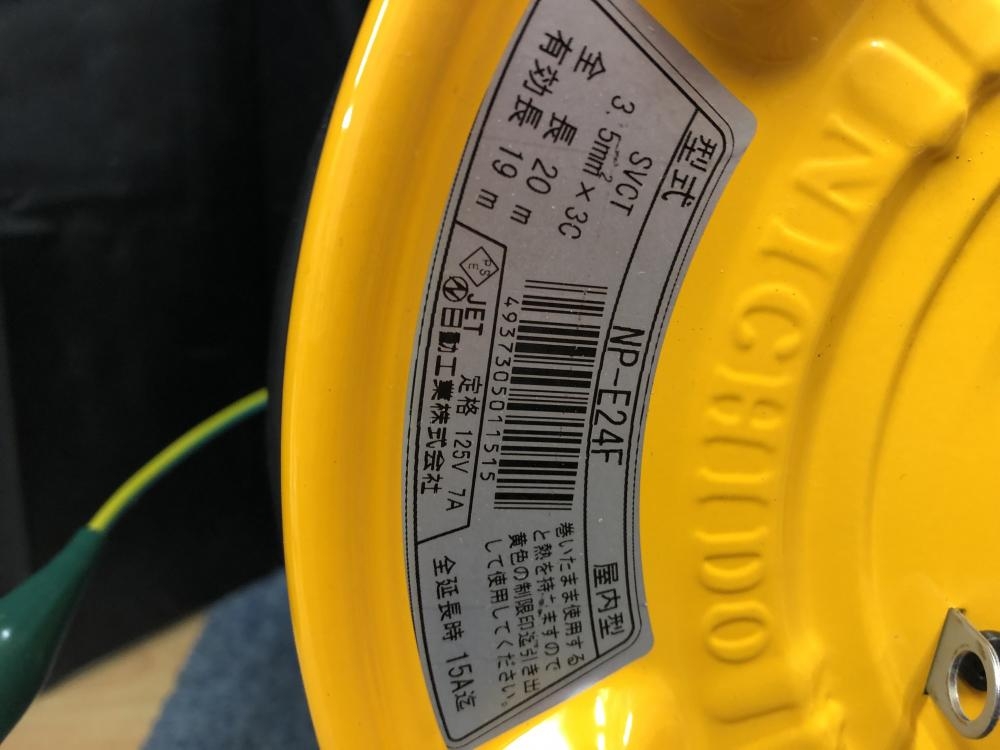 型式 NP-E24F 屋内型
SVCT
3.5mm² × 3C
全 長 20 m
有効長 19 m
4937305011515
巻いたまま使用する
と熱を持ちますので
黄色の制限印迄引き出
して使用してください。
PSE
JET 定格 125V 7A
日動工業株式会社
全延長時 15A迄
NICHIDO